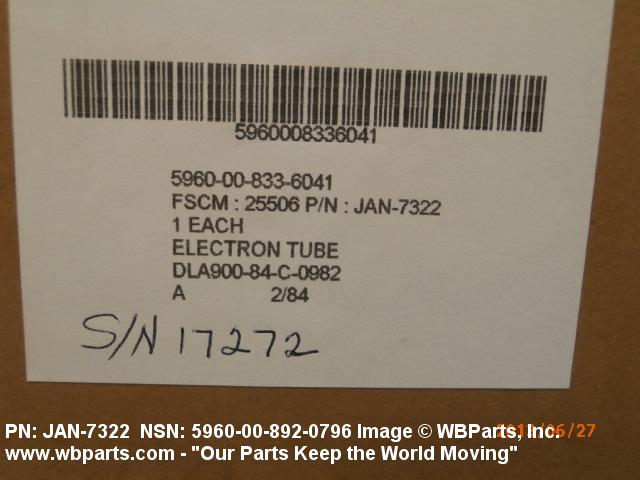 5960008336041
5960-00-833-6041
FSCM : 25506 P/N : JAN-7322
1 EACH
ELECTRON TUBE
DLA900-84-C-0982
A 2/84
S/N 17272
PN: JAN-7322 NSN: 5960-00-892-0796 Image © WBParts, Inc.
www.wbparts.com - "Our Parts Keep the World Moving"